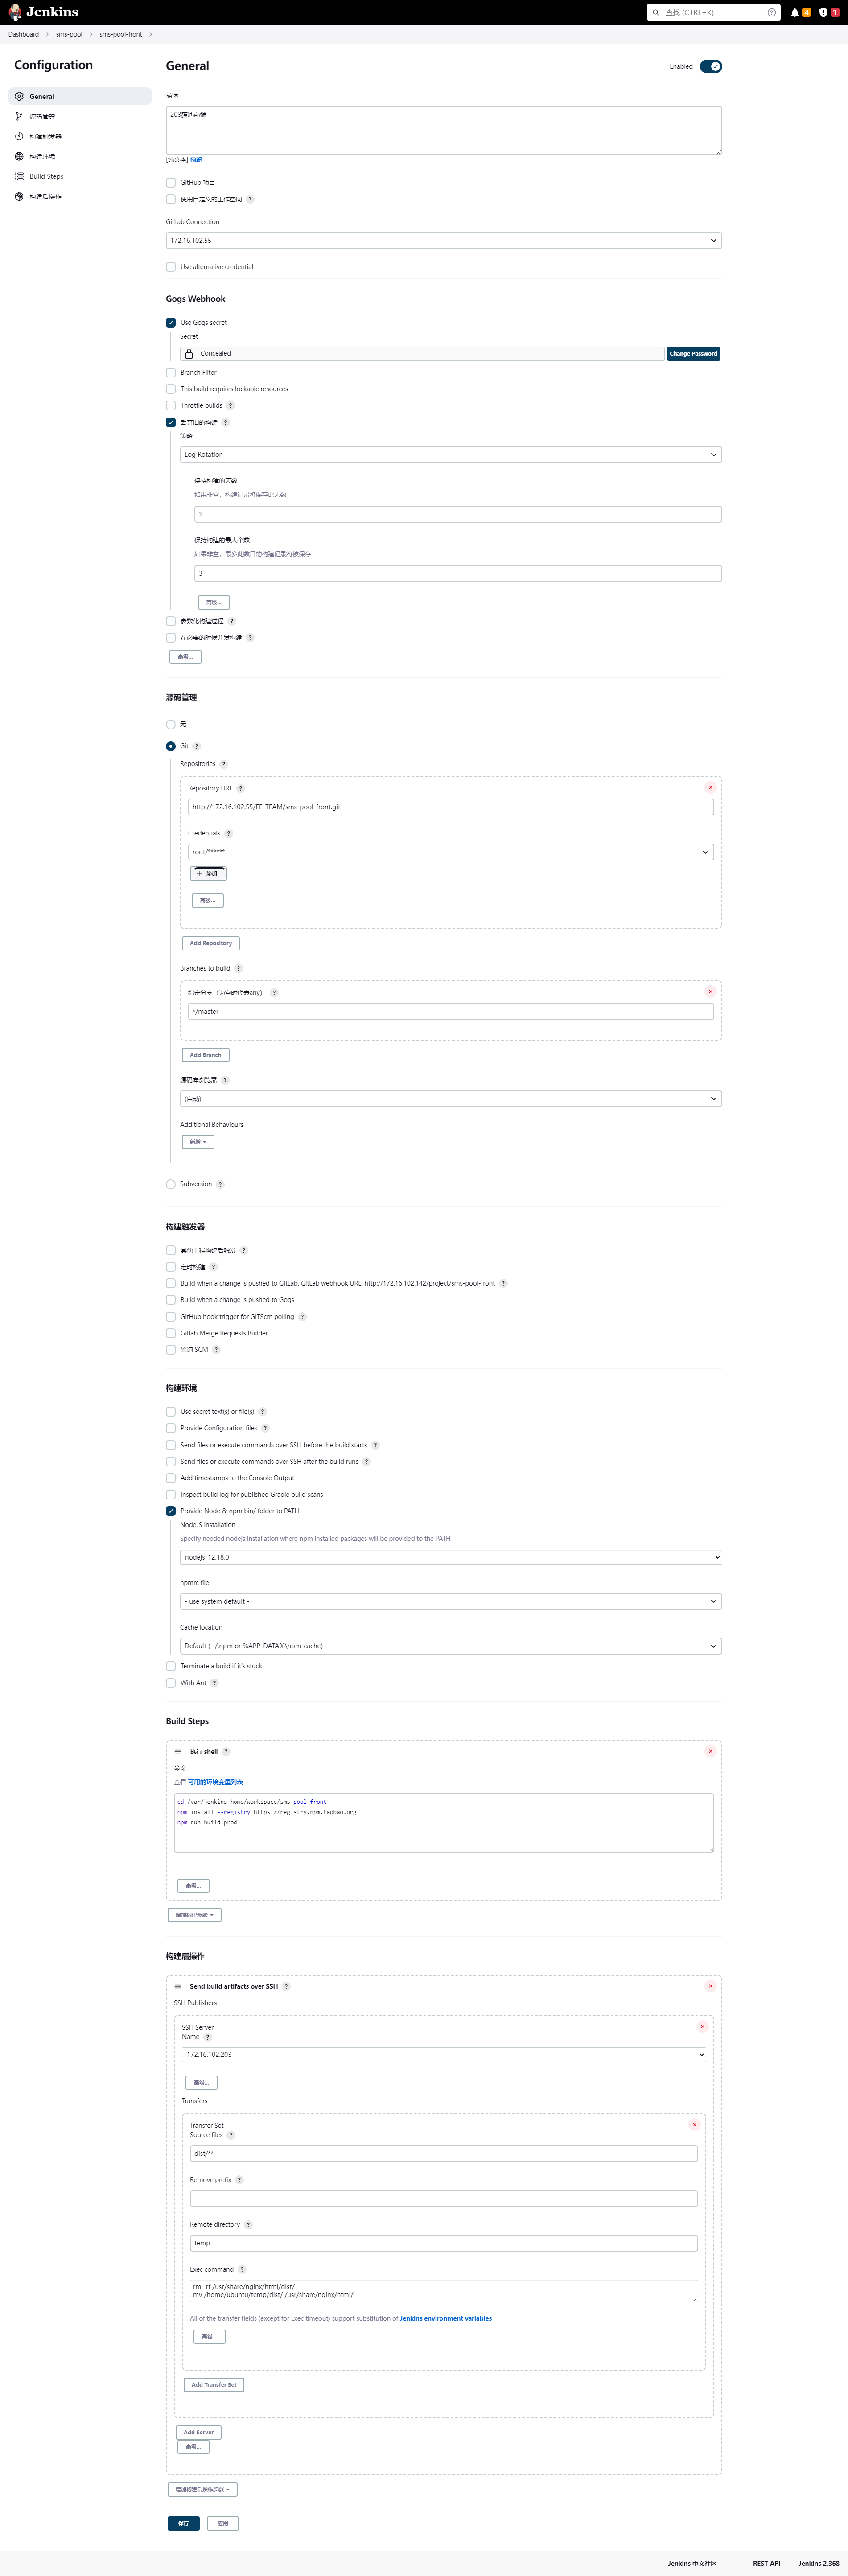 Jenkins
查找 (CTRL+K)
4
1
Dashboard
sms-pool
sms-pool-front
Configuration
General
源码管理
构建触发器
构建环境
Build Steps
构建后操作
General
Enabled
描述
203猫池前端
[纯文本] 预览
GitHub 项目
使用自定义的工作空间 ?
GitLab Connection
172.16.102.55
Use alternative credential
Gogs Webhook
Use Gogs secret
Secret
Concealed
Change Password
Branch Filter
This build requires lockable resources
Throttle builds ?
丢弃旧的构建 ?
策略
Log Rotation
保持构建的天数
如果非空，构建记录将保存此天数
1
保持构建的最大个数
如果非空，最多此数目的构建记录将被保存
3
高级...
参数化构建过程 ?
在必要的时候并发构建 ?
高级...
源码管理
无
Git ?
Repositories ?
Repository URL ?
http://172.16.102.55/FE-TEAM/sms_pool_front.git
Credentials ?
root/******
添加
高级...
Add Repository
Branches to build ?
指定分支（为空时代表any） ?
*/master
Add Branch
源码库浏览器 ?
(自动)
Additional Behaviours
新增
Subversion ?
构建触发器
其他工程构建后触发 ?
定时构建 ?
Build when a change is pushed to GitLab. GitLab webhook URL: http://172.16.102.142/project/sms-pool-front ?
Build when a change is pushed to Gogs
GitHub hook trigger for GITScm polling ?
Gitlab Merge Requests Builder
轮询 SCM ?
构建环境
Use secret text(s) or file(s) ?
Provide Configuration files ?
Send files or execute commands over SSH before the build starts ?
Send files or execute commands over SSH after the build runs ?
Add timestamps to the Console Output
Inspect build log for published Gradle build scans
Provide Node & npm bin/ folder to PATH
NodeJS Installation
Specify needed nodejs installation where npm installed packages will be provided to the PATH
nodejs_12.18.0
npmrc file
- use system default -
Cache location
Default (~/.npm or %APP_DATA%\npm-cache)
Terminate a build if it's stuck
With Ant ?
Build Steps
执行 shell ?
命令
查看 可用的环境变量列表
cd /var/jenkins_home/workspace/sms-pool-front
npm install --registry=https://registry.npm.taobao.org
npm run build:prod
高级...
增加构建步骤
构建后操作
Send build artifacts over SSH ?
SSH Publishers
SSH Server
Name ?
172.16.102.203
高级...
Transfers
Transfer Set
Source files ?
dist/**
Remove prefix ?
Remote directory ?
temp
Exec command ?
rm -rf /usr/share/nginx/html/dist/
mv /home/ubuntu/temp/dist/ /usr/share/nginx/html/
All of the transfer fields (except for Exec timeout) support substitution of Jenkins environment variables
高级...
Add Transfer Set
Add Server
高级...
增加构建后操作步骤
保存
应用
Jenkins 中文社区
REST API
Jenkins 2.368